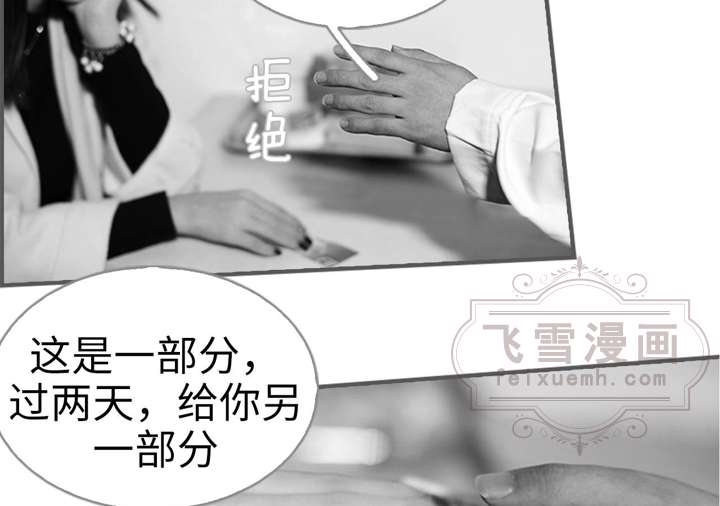 拒绝
这是一部分，
过两天，给你另
一部分
飞雪漫画
feixuemh.com